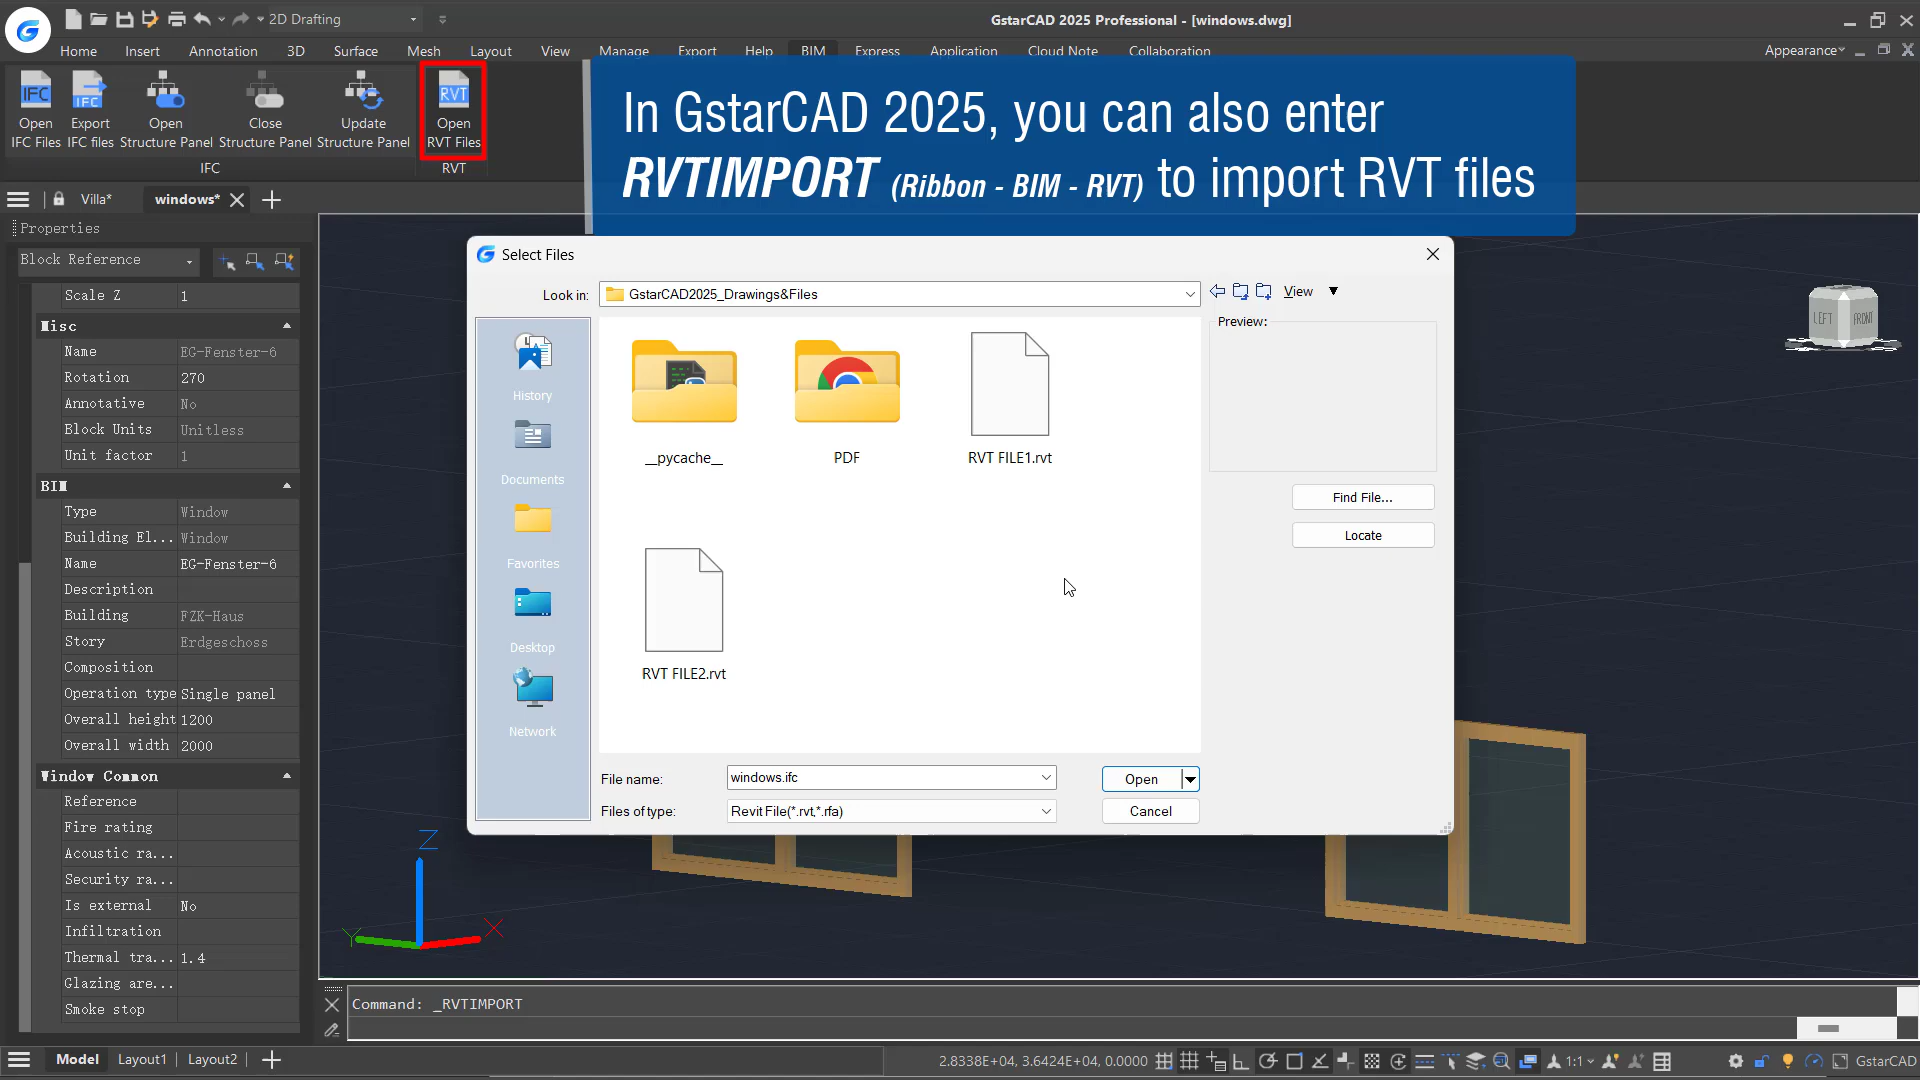 2D Drafting
GstarCAD 2025 Professional - [windows.dwg]
Home Insert Annotation 3D Surface Mesh Layout View Manage Export Help BIM Express Application Cloud Note Collaboration
Appearance
IFC IFC RVT
Open Export Open Close Update Open
IFC Files IFC files Structure Panel Structure Panel Structure Panel RVT Files
IFC RVT
In GstarCAD 2025, you can also enter
RVTIMPORT (Ribbon - BIM - RVT) to import RVT files
Villa* windows*
Properties
Block Reference
Scale Z 1
Misc
Name EG-Fenster-6
Rotation 270
Annotative No
Block Units Unitless
Unit factor 1
BIM
Type Window
Building El... Window
Name EG-Fenster-6
Description
Building FZK-Haus
Story Erdgeschoss
Composition
Operation type Single panel
Overall height 1200
Overall width 2000
Window Common
Reference
Fire rating
Acoustic ra...
Security ra...
Is external No
Infiltration
Thermal tra... 1.4
Glazing are...
Smoke stop
Select Files
Look in: GstarCAD2025_Drawings&Files
View
History
Documents
Favorites
Desktop
Network
__pycache__ PDF RVT FILE1.rvt
RVT FILE2.rvt
Preview:
Find File...
Locate
File name: windows.ifc Open
Files of type: Revit File(*.rvt,*.rfa) Cancel
LEFT FRONT
Z
Y X
Command: _RVTIMPORT
Model Layout1 Layout2
2.8338E+04, 3.6424E+04, 0.0000
1:1
GstarCAD